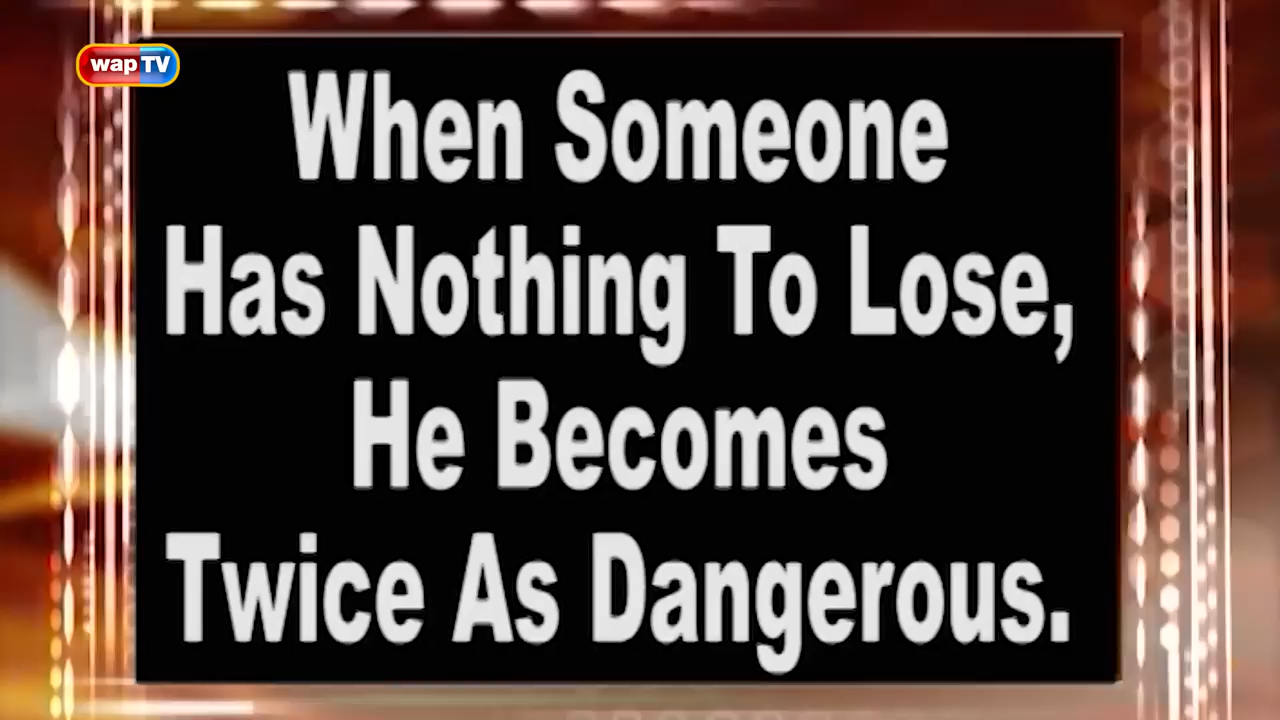 wapTV
When Someone
Has Nothing To Lose,
He Becomes
Twice As Dangerous.